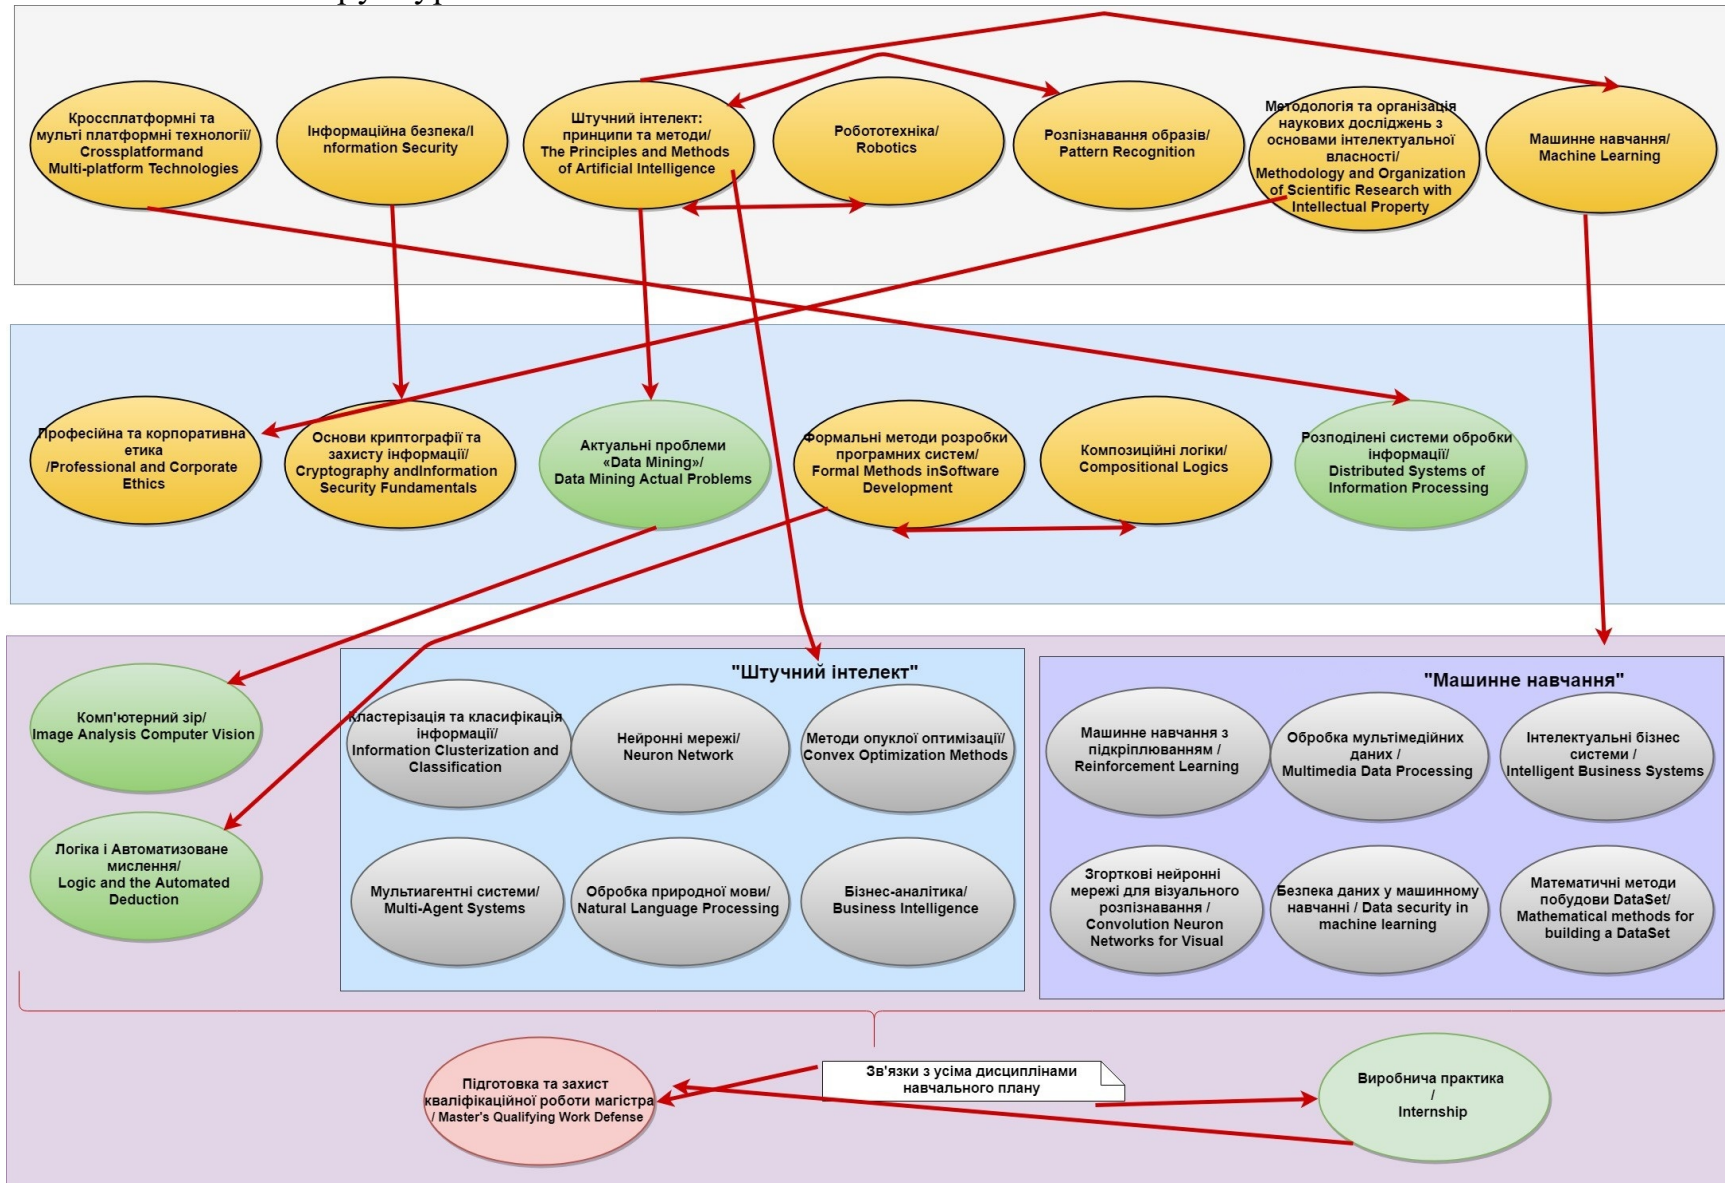 Кроссплатформні та
мульті платформні технології/
Crossplatformand
Multi-platform Technologies
Інформаційна безпека/I
nformation Security
Штучний інтелект:
принципи та методи/
The Principles and Methods
of Artificial Intelligence
Робототехніка/
Robotics
Розпізнавання образів/
Pattern Recognition
Методологія та організація
наукових досліджень з
основами інтелектуальної
власності/
Methodology and Organization
of Scientific Research with
Intellectual Property
Машинне навчання/
Machine Learning
Професійна та корпоративна
етика
/Professional and Corporate
Ethics
Основи криптографії та
захисту інформації/
Cryptography andInformation
Security Fundamentals
Актуальні проблеми
«Data Mining»/
Data Mining Actual Problems
Формальні методи розробки
програмних систем/
Formal Methods inSoftware
Development
Композиційні логіки/
Compositional Logics
Розподілені системи обробки
інформації/
Distributed Systems of
Information Processing
Комп'ютерний зір/
Image Analysis Computer Vision
Логіка і Автоматизоване
мислення/
Logic and the Automated
Deduction
"Штучний інтелект"
Кластерізація та класифікація
інформації/
Information Clusterization and
Classification
Нейронні мережі/
Neuron Network
Методи опуклої оптимізації/
Convex Optimization Methods
Мультиагентні системи/
Multi-Agent Systems
Обробка природної мови/
Natural Language Processing
Бізнес-аналітика/
Business Intelligence
"Машинне навчання"
Машинне навчання з
підкріплюванням /
Reinforcement Learning
Обробка мультімедійних
даних /
Multimedia Data Processing
Інтелектуальні бізнес
системи /
Intelligent Business Systems
Згорткові нейронні
мережі для візуального
розпізнавання /
Convolution Neuron
Networks for Visual
Безпека даних у машинному
навчанні / Data security in
machine learning
Математичні методи
побудови DataSet/
Mathematical methods for
building a DataSet
Підготовка та захист
кваліфікаційної роботи магістра
/ Master's Qualifying Work Defense
Зв'язки з усіма дисциплінами
навчального плану
Виробнича практика
/
Internship